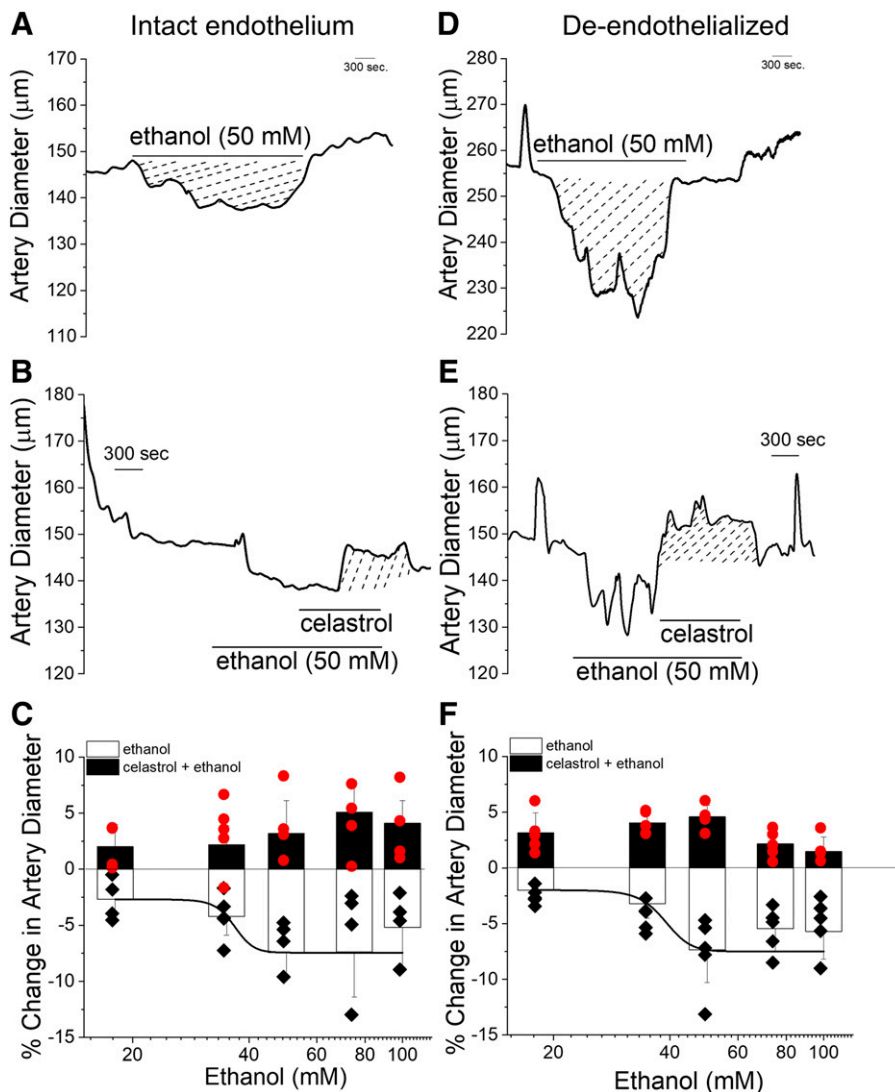 A
Intact endothelium
D
De-endothelialized
Artery Diameter (μm)
170
160
150
140
130
120
110
300 sec.
ethanol (50 mM)
Artery Diameter (μm)
280
270
260
250
240
230
220
300 sec.
ethanol (50 mM)
B
Artery Diameter (μm)
180
170
160
150
140
130
120
300 sec
celastrol
ethanol (50 mM)
E
Artery Diameter (μm)
180
170
160
150
140
130
120
300 sec
celastrol
ethanol (50 mM)
C
% Change in Artery Diameter
10
5
0
-5
-10
-15
ethanol
celastrol + ethanol
20
40
60
80
100
Ethanol (mM)
F
% Change in Artery Diameter
10
5
0
-5
-10
-15
ethanol
celastrol + ethanol
20
40
60
80
100
Ethanol (mM)